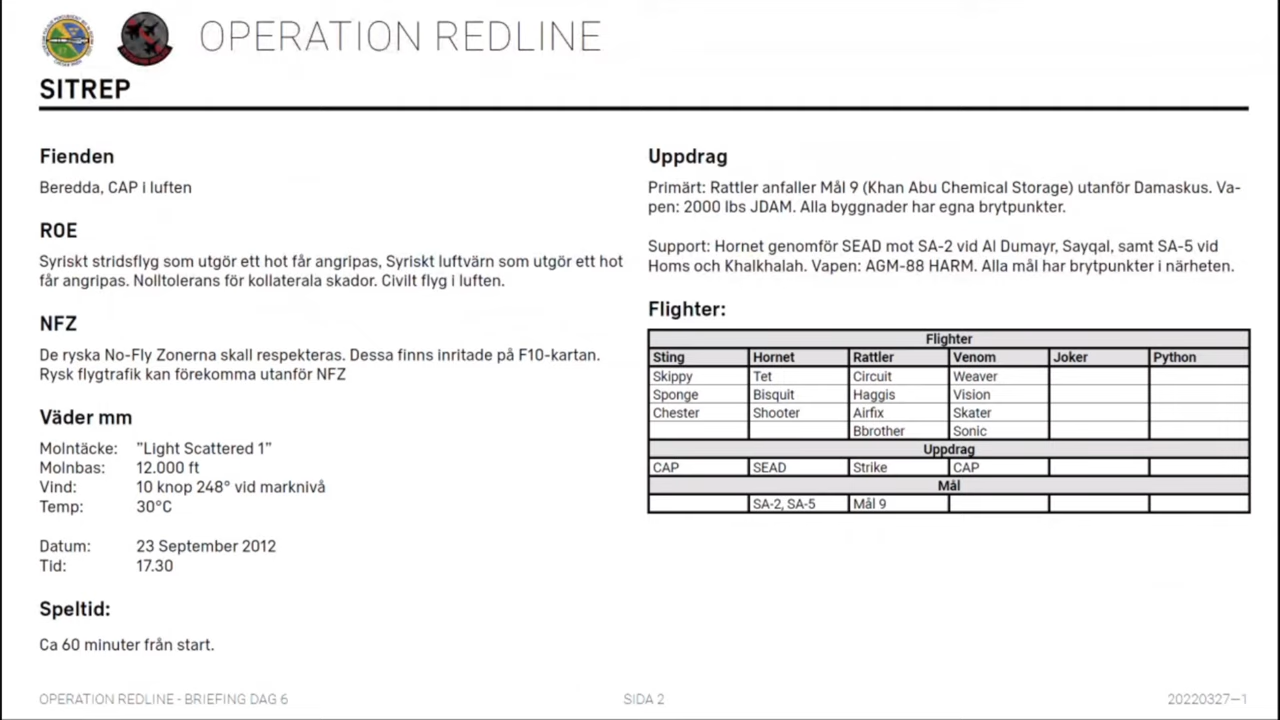 OPERATION REDLINE
SITREP
Fienden
Beredda, CAP i luften
ROE
Syriskt stridsflyg som utgör ett hot får angripas, Syriskt luftvärn som utgör ett hot
får angripas. Nolltolerans för kollaterala skador. Civilt flyg i luften.
NFZ
De ryska No-Fly Zonerna skall respekteras. Dessa finns inritade på F10-kartan.
Rysk flygtrafik kan förekomma utanför NFZ
Väder mm
Molntäcke: "Light Scattered 1"
Molnbas: 12.000 ft
Vind: 10 knop 248° vid marknivå
Temp: 30°C
Datum: 23 September 2012
Tid: 17.30
Speltid:
Ca 60 minuter från start.
Uppdrag
Primärt: Rattler anfaller Mål 9 (Khan Abu Chemical Storage) utanför Damaskus. Va-
pen: 2000 lbs JDAM. Alla byggnader har egna brytpunkter.
Support: Hornet genomför SEAD mot SA-2 vid Al Dumayr, Sayqal, samt SA-5 vid
Homs och Khalkhalah. Vapen: AGM-88 HARM. Alla mål har brytpunkter i närheten.
Flighter:
Flighter
Sting Hornet Rattler Venom Joker Python
Skippy Tet Circuit Weaver
Sponge Bisquit Haggis Vision
Chester Shooter Airfix Skater
Bbrother Sonic
Uppdrag
CAP SEAD Strike CAP
Mål
SA-2, SA-5 Mål 9
OPERATION REDLINE - BRIEFING DAG 6 SIDA 2 20220327—1